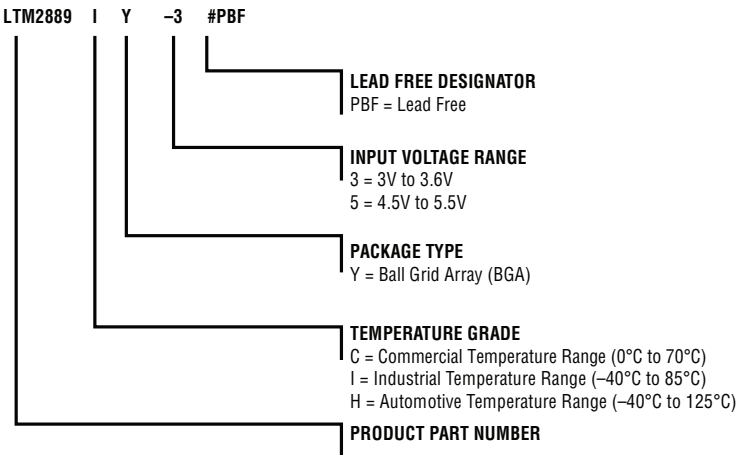 LTM2889 I Y –3 #PBF
LEAD FREE DESIGNATOR
PBF = Lead Free
INPUT VOLTAGE RANGE
3 = 3V to 3.6V
5 = 4.5V to 5.5V
PACKAGE TYPE
Y = Ball Grid Array (BGA)
TEMPERATURE GRADE
C = Commercial Temperature Range (0°C to 70°C)
I = Industrial Temperature Range (–40°C to 85°C)
H = Automotive Temperature Range (–40°C to 125°C)
PRODUCT PART NUMBER